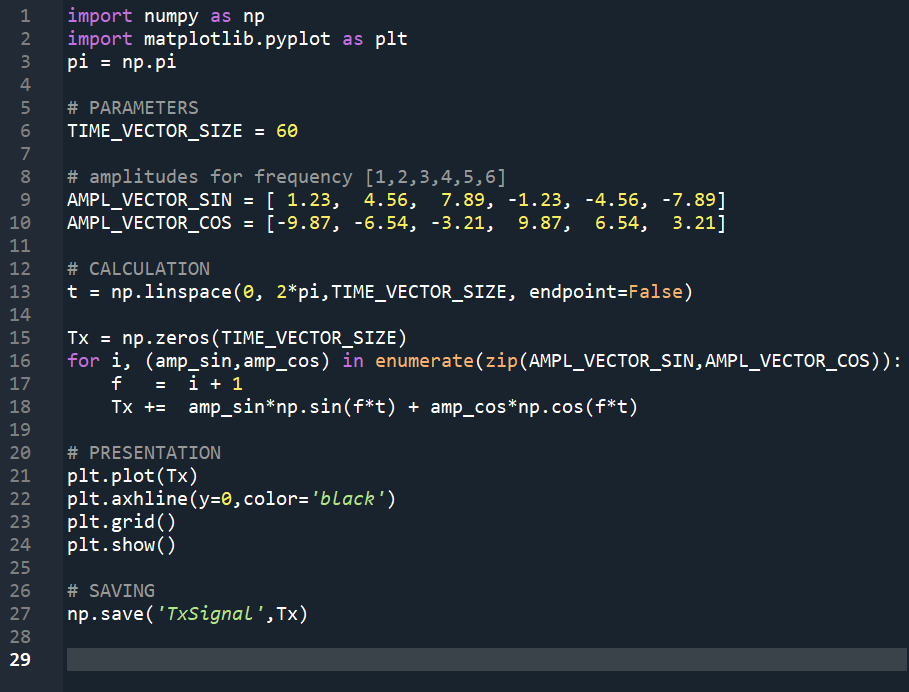 1 import numpy as np
2 import matplotlib.pyplot as plt
3 pi = np.pi
4
5 # PARAMETERS
6 TIME_VECTOR_SIZE = 60
7
8 # amplitudes for frequency [1,2,3,4,5,6]
9 AMPL_VECTOR_SIN = [ 1.23,  4.56,  7.89, -1.23, -4.56, -7.89]
10 AMPL_VECTOR_COS = [-9.87, -6.54, -3.21,  9.87,  6.54,  3.21]
11
12 # CALCULATION
13 t = np.linspace(0, 2*pi,TIME_VECTOR_SIZE, endpoint=False)
14
15 Tx = np.zeros(TIME_VECTOR_SIZE)
16 for i, (amp_sin,amp_cos) in enumerate(zip(AMPL_VECTOR_SIN,AMPL_VECTOR_COS)):
17     f   = i + 1
18     Tx +=  amp_sin*np.sin(f*t) + amp_cos*np.cos(f*t)
19
20 # PRESENTATION
21 plt.plot(Tx)
22 plt.axhline(y=0,color='black')
23 plt.grid()
24 plt.show()
25
26 # SAVING
27 np.save('TxSignal',Tx)
28
29